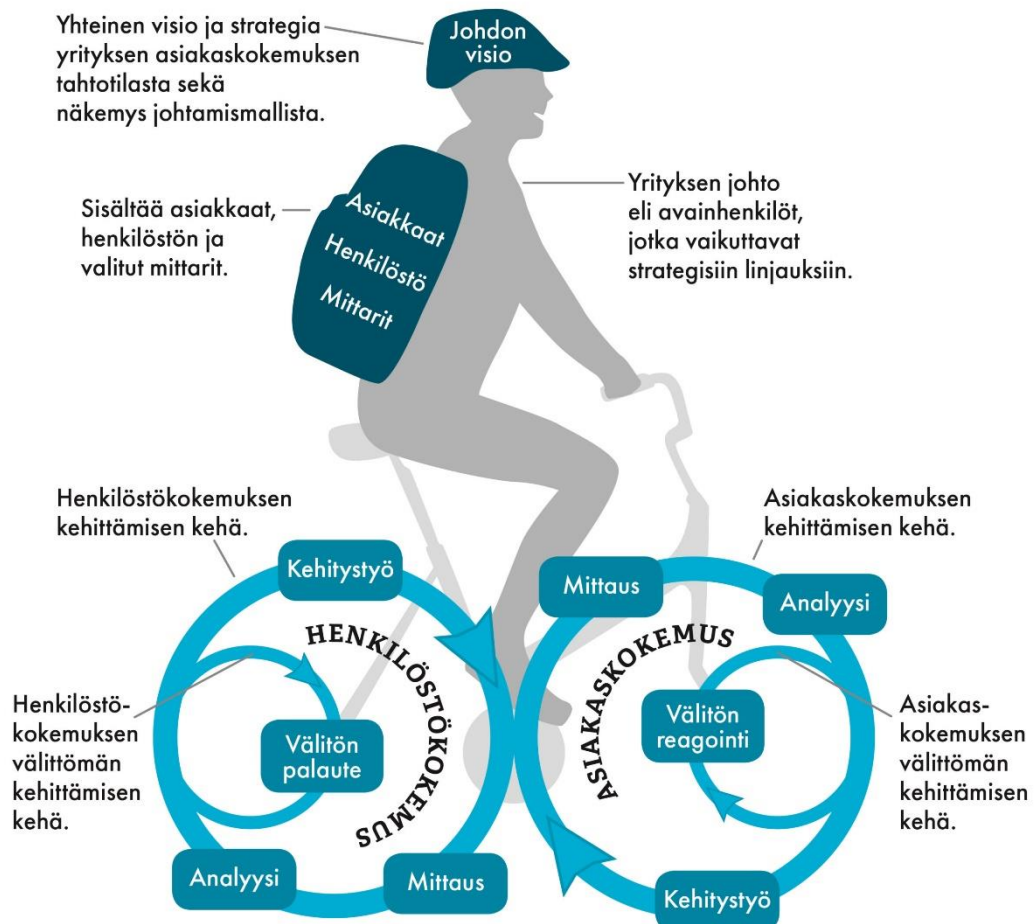 Yhteinen visio ja strategia
yrityksen asiakaskokemuksen
tahtotilasta sekä
näkemys johtamismallista.
Johdon
visio
Sisältää asiakkaat,
henkilöstön ja
valitut mittarit.
Asiakkaat
Henkilöstö
Mittarit
Yrityksen johto
eli avainhenkilöt,
jotka vaikuttavat
strategisiin linjauksiin.
Henkilöstökokemuksen
kehittämisen kehä.
Asiakaskokemuksen
kehittämisen kehä.
Kehitystyö
HENKILÖSTÖKOKEMUS
Henkilöstö-
kokemuksen
välittömän
kehittämisen
kehä.
Välitön
palaute
Analyysi
Mittaus
Mittaus
Analyysi
ASIAKASKOKEMUS
Välitön
reagointi
Asiakas-
kokemuksen
välittömän
kehittämisen
kehä.
Kehitystyö